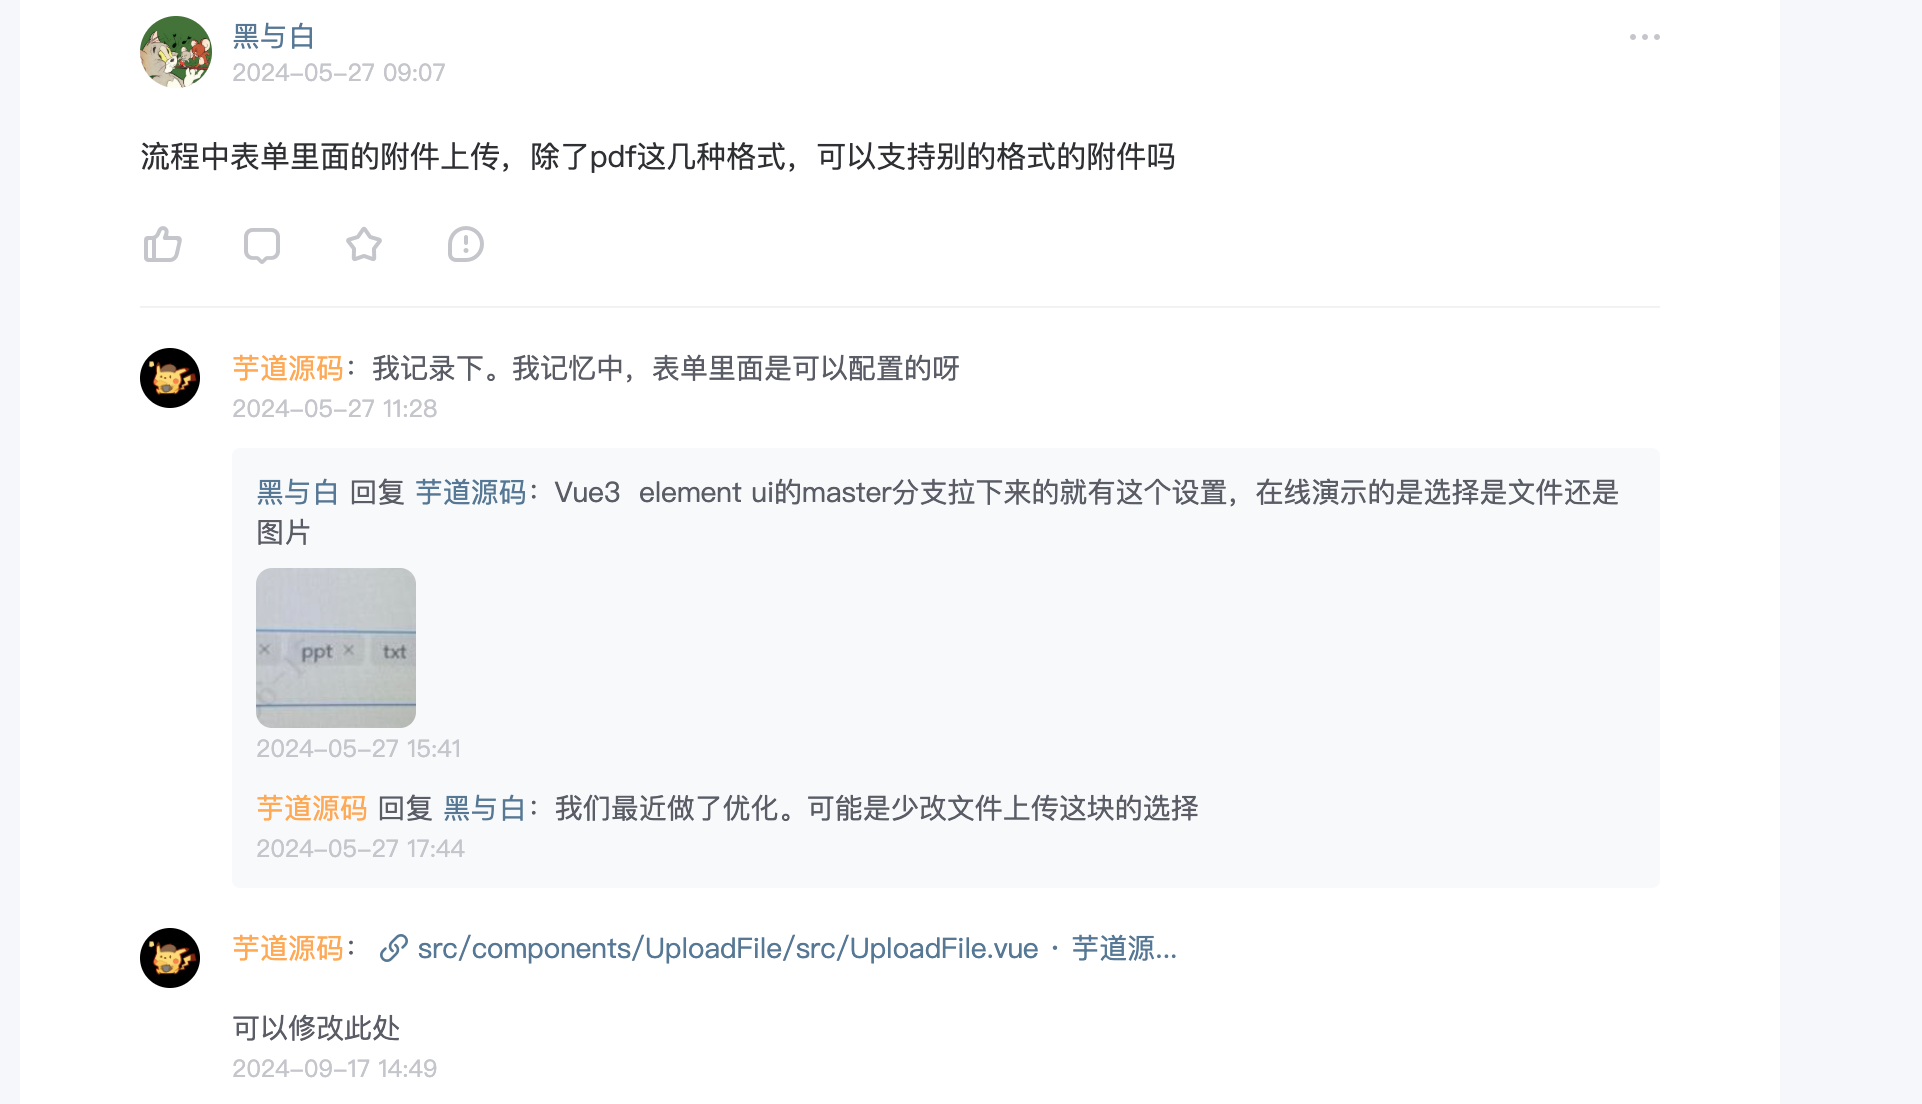 黑与白
2024-05-27 09:07
流程中表单里面的附件上传，除了pdf这几种格式，可以支持别的格式的附件吗
芋道源码：我记录下。我记忆中，表单里面是可以配置的呀
2024-05-27 11:28
黑与白 回复 芋道源码：Vue3  element ui的master分支拉下来的就有这个设置，在线演示的是选择是文件还是
图片
× ppt × txt
2024-05-27 15:41
芋道源码 回复 黑与白：我们最近做了优化。可能是少改文件上传这块的选择
2024-05-27 17:44
芋道源码： src/components/UploadFile/src/UploadFile.vue · 芋道源...
可以修改此处
2024-09-17 14:49